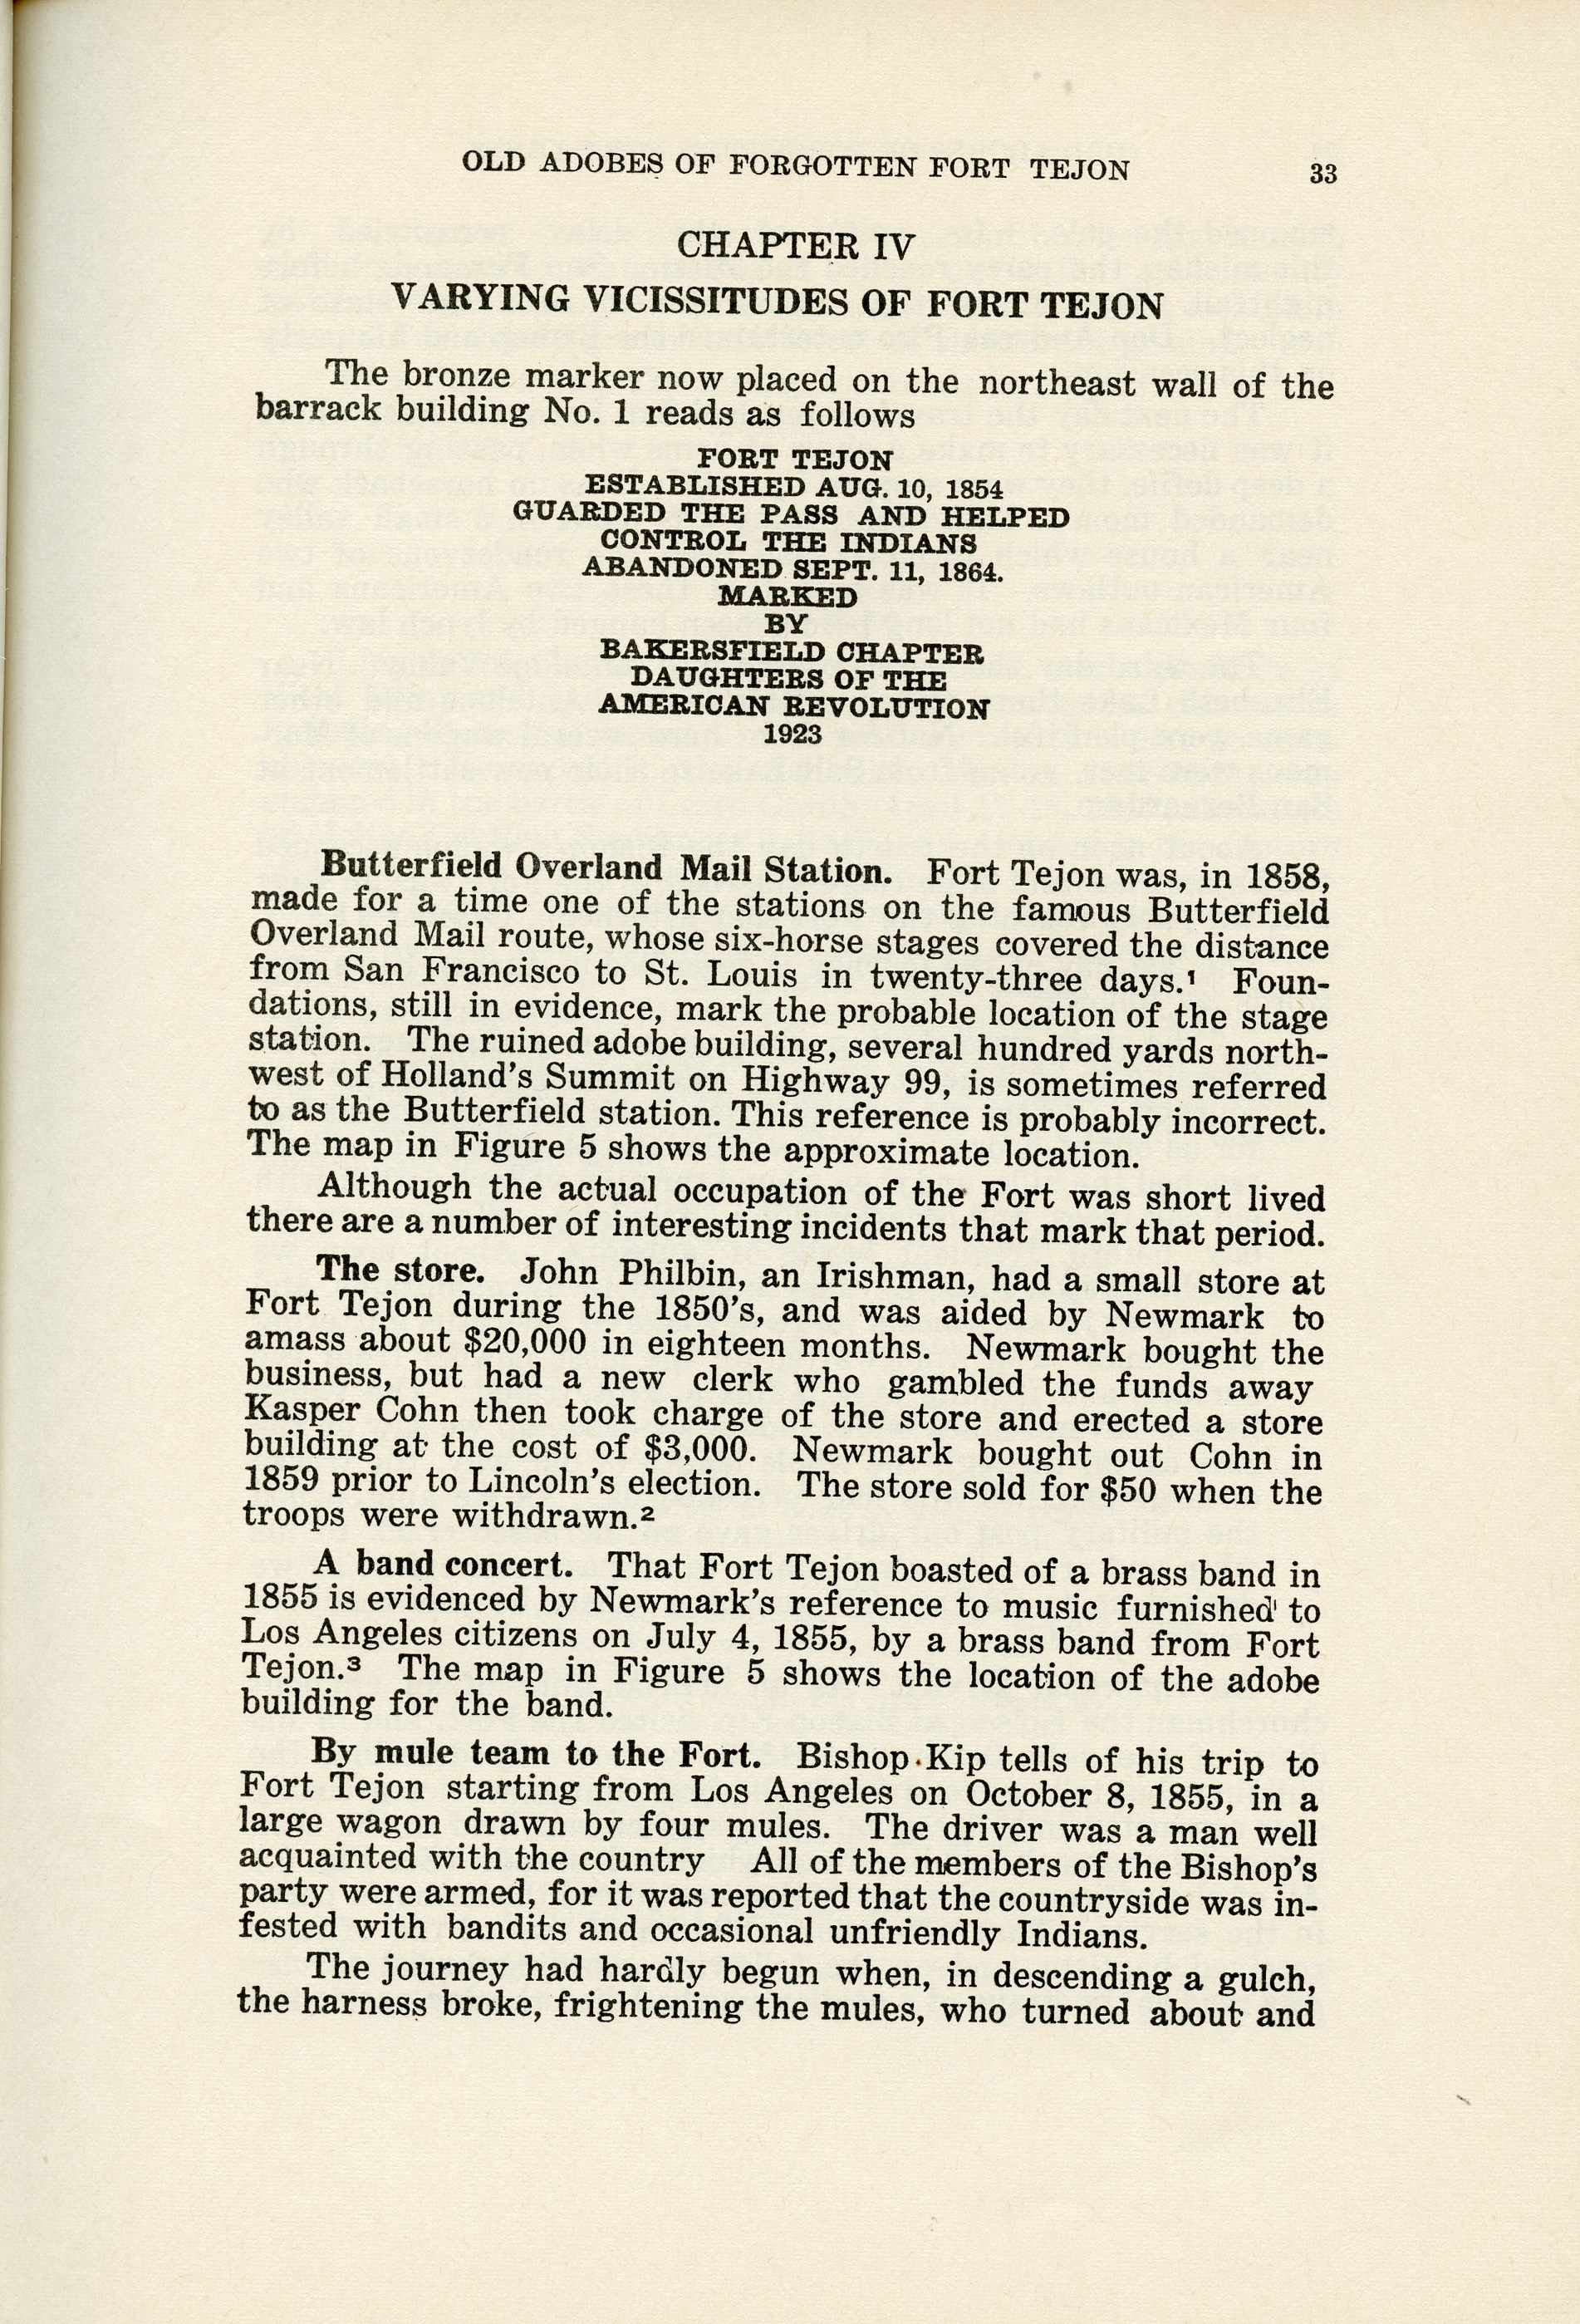 OLD ADOBES OF FORGOTTEN FORT TEJON 33
CHAPTER IV
VARYING VICISSITUDES OF FORT TEJON
The bronze marker now placed on the northeast wall of the
barrack building No. 1 reads as follows
FORT TEJON
ESTABLISHED AUG. 10, 1854
GUARDED THE PASS AND HELPED
CONTROL THE INDIANS
ABANDONED SEPT. 11, 1864.
MARKED
BY
BAKERSFIELD CHAPTER
DAUGHTERS OF THE
AMERICAN REVOLUTION
1923
Butterfield Overland Mail Station. Fort Tejon was, in 1858,
made for a time one of the stations on the famous Butterfield
Overland Mail route, whose six-horse stages covered the distance
from San Francisco to St. Louis in twenty-three days.¹ Foun-
dations, still in evidence, mark the probable location of the stage
station. The ruined adobe building, several hundred yards north-
west of Holland's Summit on Highway 99, is sometimes referred
to as the Butterfield station. This reference is probably incorrect.
The map in Figure 5 shows the approximate location.
Although the actual occupation of the Fort was short lived
there are a number of interesting incidents that mark that period.
The store. John Philbin, an Irishman, had a small store at
Fort Tejon during the 1850's, and was aided by Newmark to
amass about $20,000 in eighteen months. Newmark bought the
business, but had a new clerk who gambled the funds away
Kasper Cohn then took charge of the store and erected a store
building at the cost of $3,000. Newmark bought out Cohn in
1859 prior to Lincoln's election. The store sold for $50 when the
troops were withdrawn.²
A band concert. That Fort Tejon boasted of a brass band in
1855 is evidenced by Newmark's reference to music furnished to
Los Angeles citizens on July 4, 1855, by a brass band from Fort
Tejon.³ The map in Figure 5 shows the location of the adobe
building for the band.
By mule team to the Fort. Bishop Kip tells of his trip to
Fort Tejon starting from Los Angeles on October 8, 1855, in a
large wagon drawn by four mules. The driver was a man well
acquainted with the country All of the members of the Bishop's
party were armed, for it was reported that the countryside was in-
fested with bandits and occasional unfriendly Indians.
The journey had hardly begun when, in descending a gulch,
the harness broke, frightening the mules, who turned about and